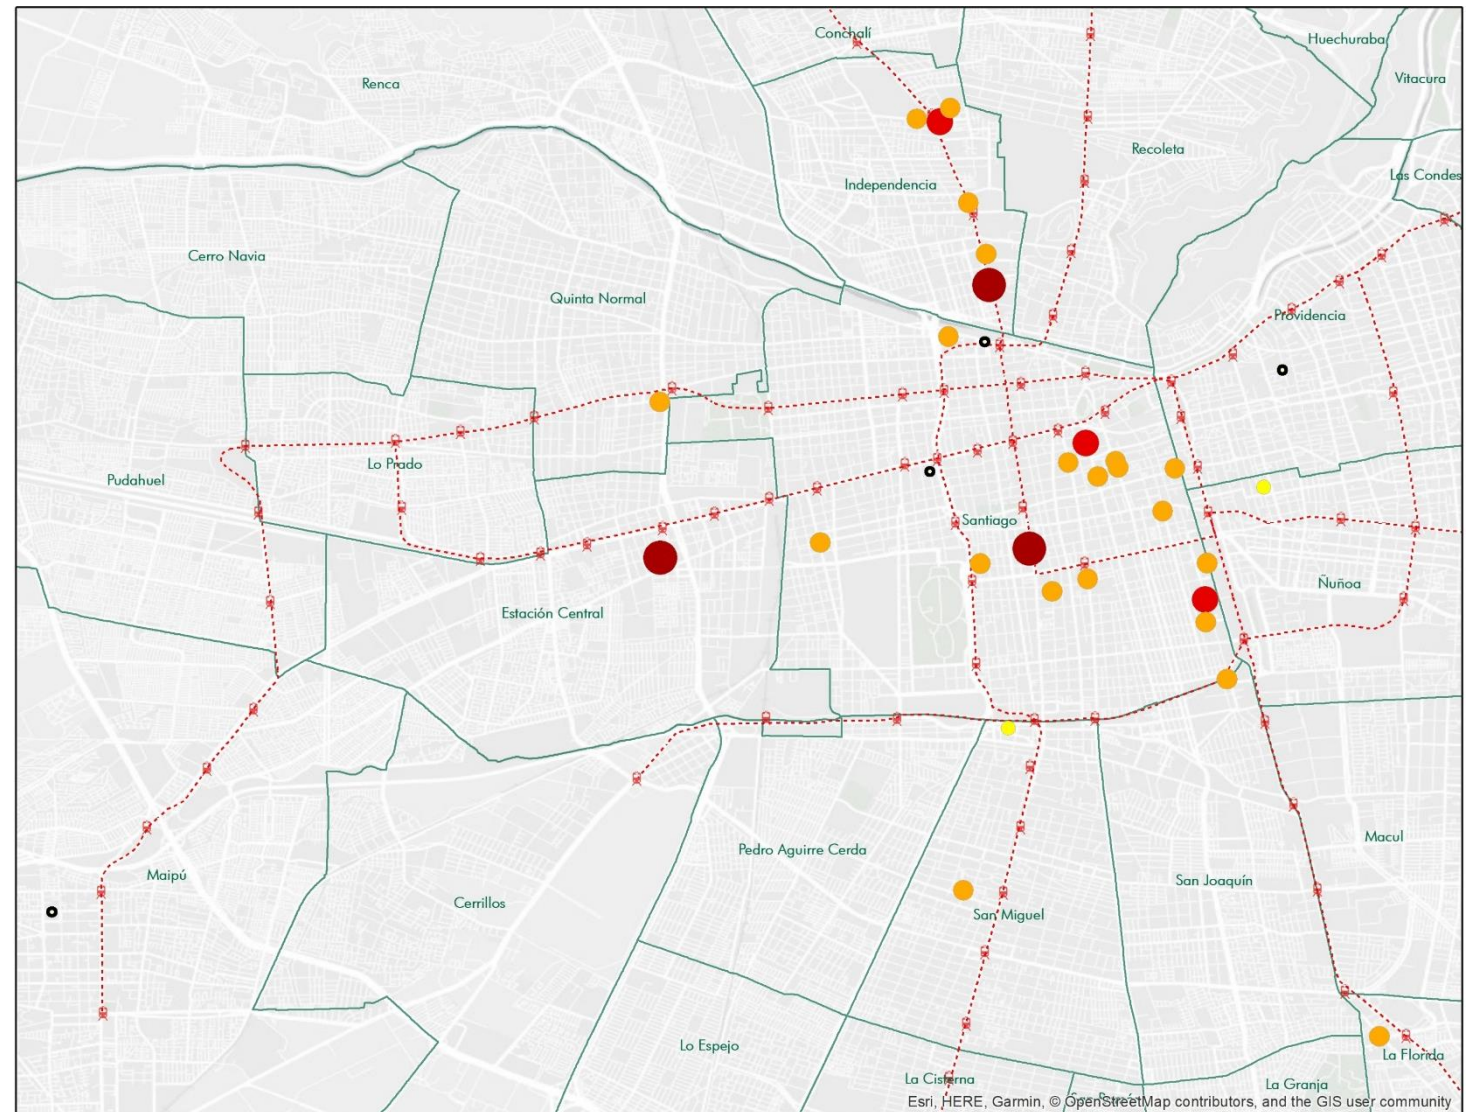 Conchalí
Huechuraba
Vitacura
Renca
Recoleta
Las Condes
Independencia
Cerro Navia
Quinta Normal
Providencia
Lo Prado
Pudahuel
Santiago
Ñuñoa
Estación Central
Macul
Pedro Aguirre Cerda
Maipú
San Joaquín
Cerrillos
San Miguel
Lo Espejo
La Florida
La Cisterna
La Granja
Esri, HERE, Garmin, © OpenStreetMap contributors, and the GIS user community